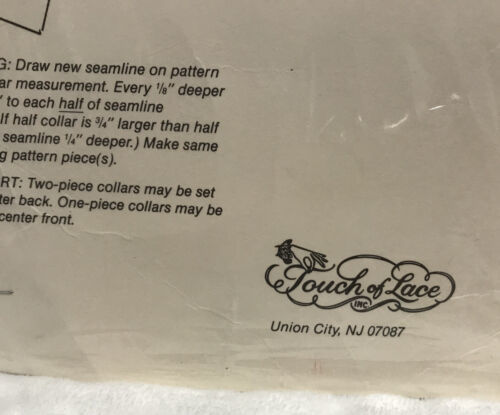 G: Draw new seamline on pattern
ar measurement. Every 1/8" deeper
" to each half of seamline
If half collar is 3/4" larger than half
seamline 1/4" deeper.) Make same
g pattern piece(s).
RT: Two-piece collars may be set
ter back. One-piece collars may be
center front.
Touch of Lace
INC.
Union City, NJ 07087